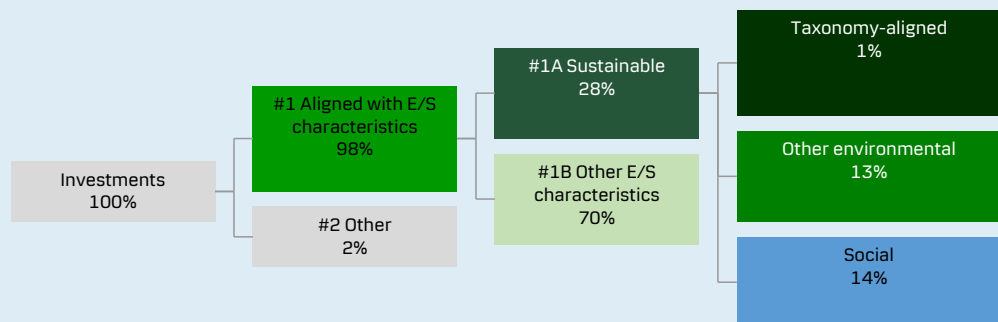 Investments
100%
#1 Aligned with E/S
characteristics
98%
#2 Other
2%
#1A Sustainable
28%
#1B Other E/S
characteristics
70%
Taxonomy-aligned
1%
Other environmental
13%
Social
14%